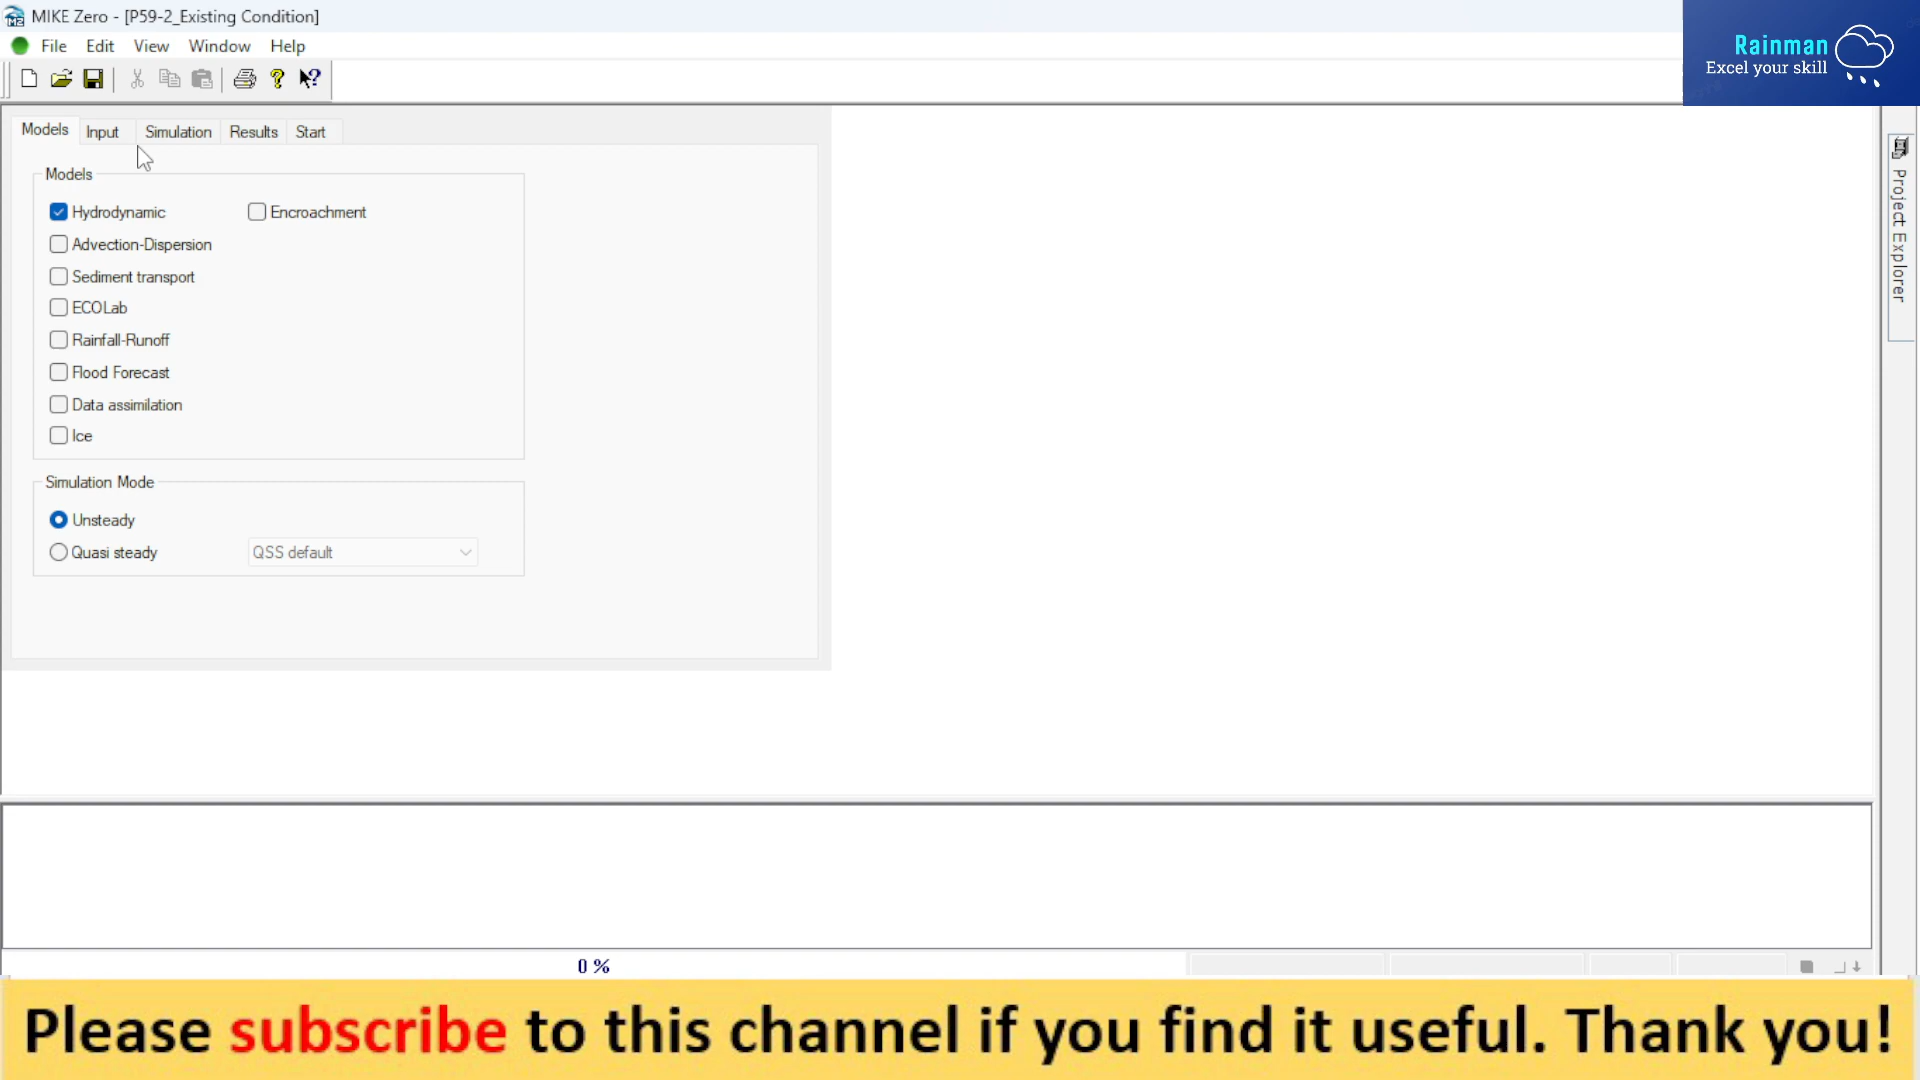 MIKE Zero - [P59-2_Existing Condition]
File Edit View Window Help
Rainman
Excel your skill
Models Input Simulation Results Start
Models
Hydrodynamic Encroachment
Advection-Dispersion
Sediment transport
ECOLab
Rainfall-Runoff
Flood Forecast
Data assimilation
Ice
Simulation Mode
Unsteady
Quasi steady QSS default
Project Explorer
0 %
Please subscribe to this channel if you find it useful. Thank you!